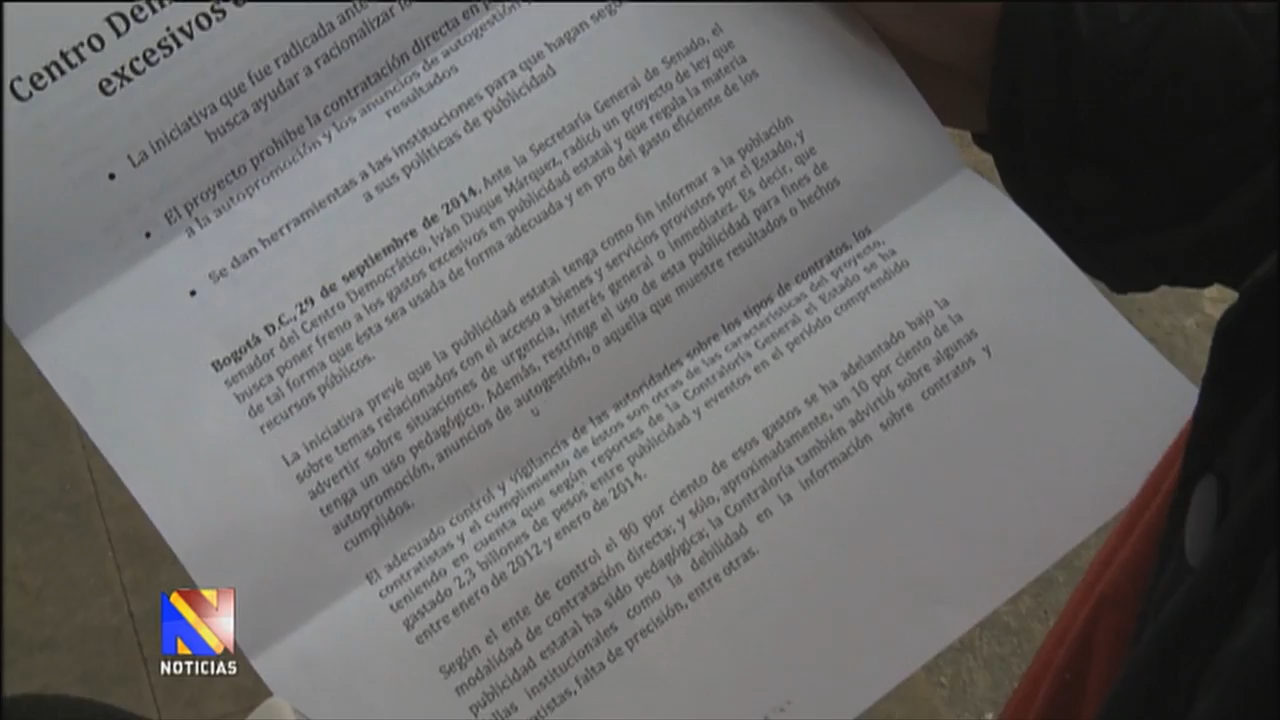 Centro Dem
excesivos
• La iniciativa que fue radicada ante
busca ayudar a racionalizar
• El proyecto prohíbe la contratación directa en
a la autopromoción y los anuncios de autogestión
resultados
• Se dan herramientas a las instituciones para que hagan
a sus políticas de publicidad
Bogotá D.C., 29 de septiembre de 2014. Ante la Secretaría General de Senado, el
senador del Centro Democrático, Iván Duque Márquez, radicó un proyecto de ley que
busca poner freno a los gastos excesivos en publicidad estatal y que regula la materia
de tal forma que ésta sea usada de forma adecuada y en pro del gasto eficiente de los
recursos públicos.
La iniciativa prevé que la publicidad estatal tenga como fin informar a la población
sobre temas relacionados con el acceso a bienes y servicios provistos por el Estado, y
advertir sobre situaciones de urgencia, interés general o inmediatez. Es decir, que
tenga un uso pedagógico. Además, restringe el uso de esta publicidad para fines de
autopromoción, anuncios de autogestión, o aquella que muestre resultados o hechos
cumplidos.
El adecuado control y vigilancia de las autoridades sobre los tipos de contratos, los
contratistas y el cumplimiento de éstos son otras de las características del proyecto,
teniendo en cuenta que según reportes de la Contraloría General el Estado se ha
gastado 2,3 billones de pesos entre publicidad y eventos en el periodo comprendido
entre enero de 2012 y enero de 2014.
Según el ente de control el 80 por ciento de esos gastos se ha adelantado bajo la
modalidad de contratación directa; y sólo, aproximadamente, un 10 por ciento de la
publicidad estatal ha sido pedagógica; la Contraloría también advirtió sobre algunas
llas institucionales como la debilidad en la información sobre contratos y
atistas, falta de precisión, entre otras.
NOTICIAS